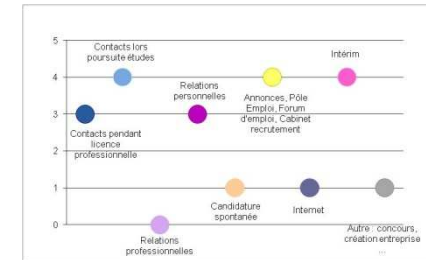 5
Contacts lors
poursuite études
Intérim
4
Relations
personnelles
Annonces, Pôle
Emploi, Forum
d'emploi, Cabinet
recrutement
3
Contacts pendant
licence
professionnelle
2
1
Candidature
spontanée
Internet
0
Relations
professionnelles
Autre : concours,
création entreprise
...